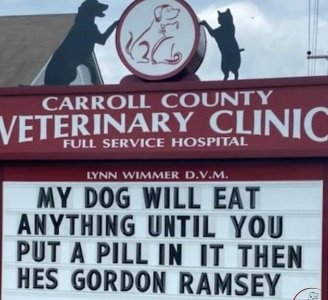 CARROLL COUNTY
VETERINARY CLINIC
FULL SERVICE HOSPITAL
LYNN WIMMER D.V.M.
MY DOG WILL EAT
ANYTHING UNTIL YOU
PUT A PILL IN IT THEN
HES GORDON RAMSEY